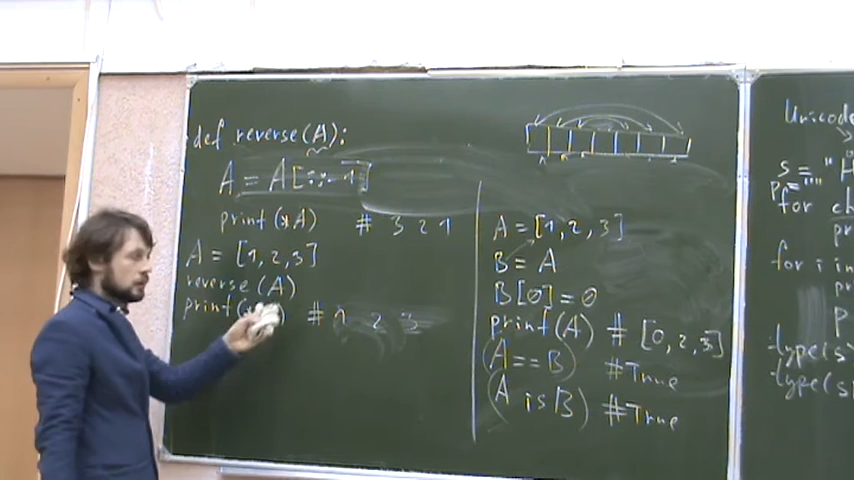 def reverse(A):
A = A[::-1]
print(*A) # 3 2 1
A = [1,2,3]
reverse(A)
print( ) # 1 2 3
A = [1,2,3]
B = A
B[0] = 0
print(A) # [0,2,3]
(A == B) #True
(A is B) #True
Unicode
s = "
for
for i in
type(s
type(s